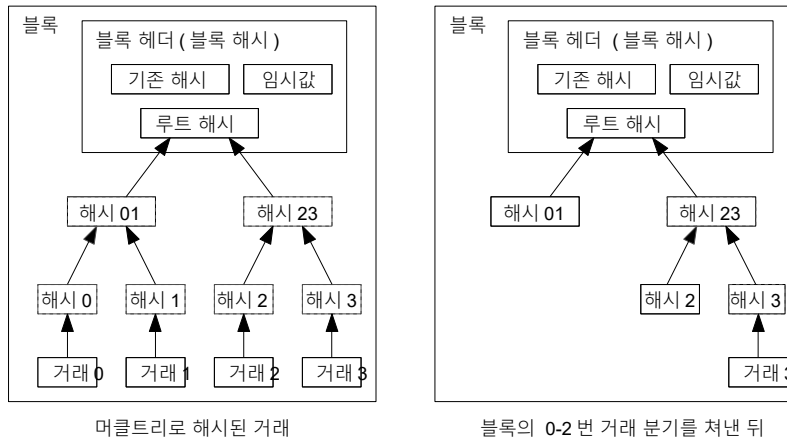 블록
블록 헤더 ( 블록 해시 )
기존 해시 임시값
루트 해시
해시 01 해시 23
해시 0 해시 1 해시 2 해시 3
거래 0 거래 1 거래 2 거래 3
머클트리로 해시된 거래
블록
블록 헤더 ( 블록 해시 )
기존 해시 임시값
루트 해시
해시 01 해시 23
해시 2 해시 3
거래 3
블록의 0-2 번 거래 분기를 쳐낸 뒤